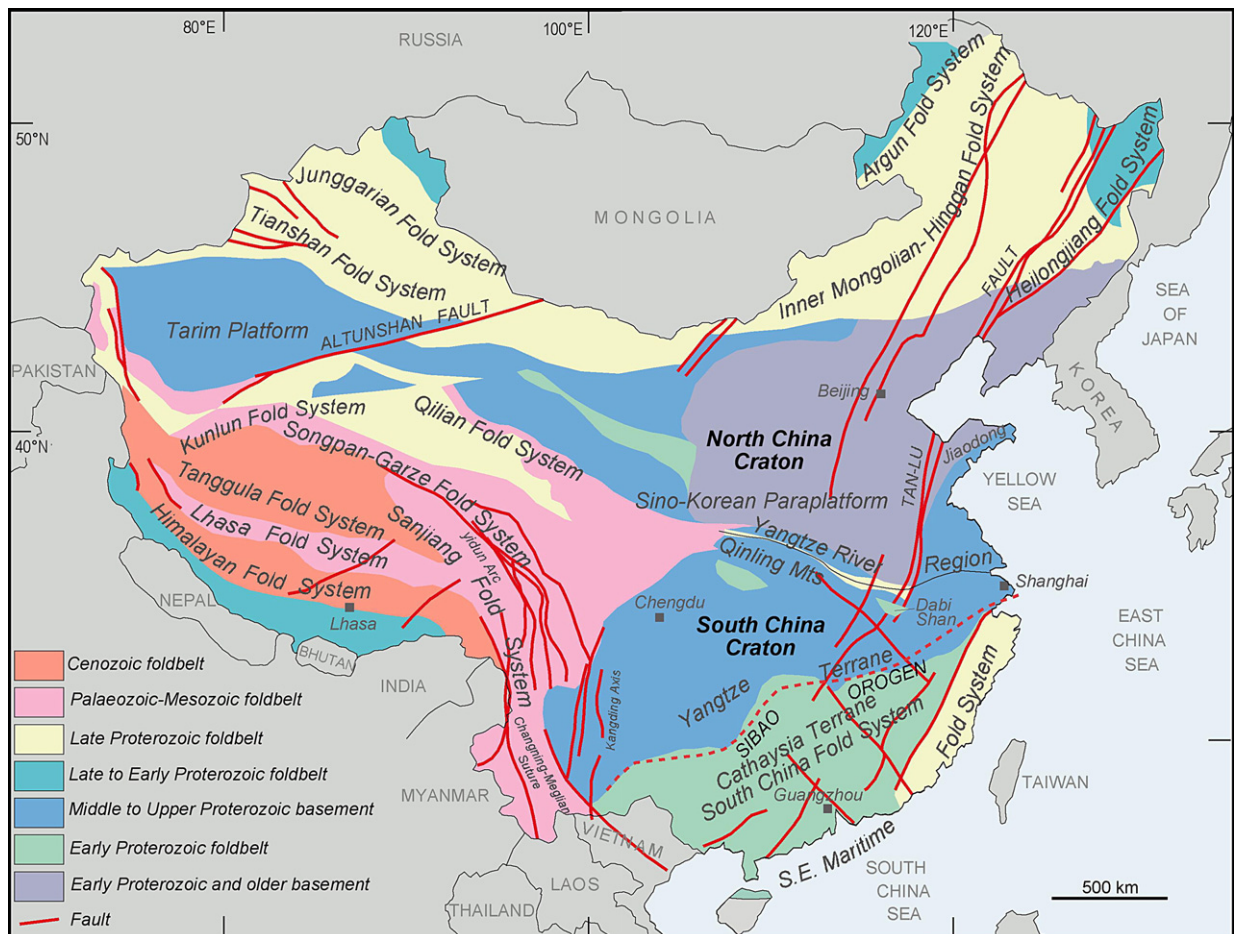 80°E
100°E
120°E
RUSSIA
50°N
Argun Fold System
Inner Mongolian- Hinggan Fold System
Heilongjiang Fold System
FAULT
Junggarian Fold System
MONGOLIA
Tianshan Fold System
SEA
OF
JAPAN
Tarim Platform
ALTUNSHAN FAULT
PAKISTAN
KOREA
Beijing
40°N
Kunlun Fold System
Qilian Fold System
North China
Craton
TAN-LU
Jiaodong
Songpan-Garze Fold System
YELLOW
SEA
Tanggula Fold System
Sino-Korean Paraplatform
Sanjiang
Fold
System
Lhasa Fold System
yidun Arc
Yangtze River
Region
Himalayan Fold System
Qinling Mts
Shanghai
NEPAL
Chengdu
Dabi
Shan
Lhasa
South China
Craton
EAST
CHINA
SEA
BHUTAN
INDIA
Yangtze
Terrane
OROGEN
SIBAO
Kangding Axis
Cathaysia Terrane
South China Fold System
Fold System
Changning-Meglian
Suture
MYANMAR
Guangzhou
TAIWAN
VIETNAM
S.E. Maritime
LAOS
SOUTH
CHINA
SEA
THAILAND
500 km
Cenozoic foldbelt
Palaeozoic-Mesozoic foldbelt
Late Proterozoic foldbelt
Late to Early Proterozoic foldbelt
Middle to Upper Proterozoic basement
Early Proterozoic foldbelt
Early Proterozoic and older basement
Fault